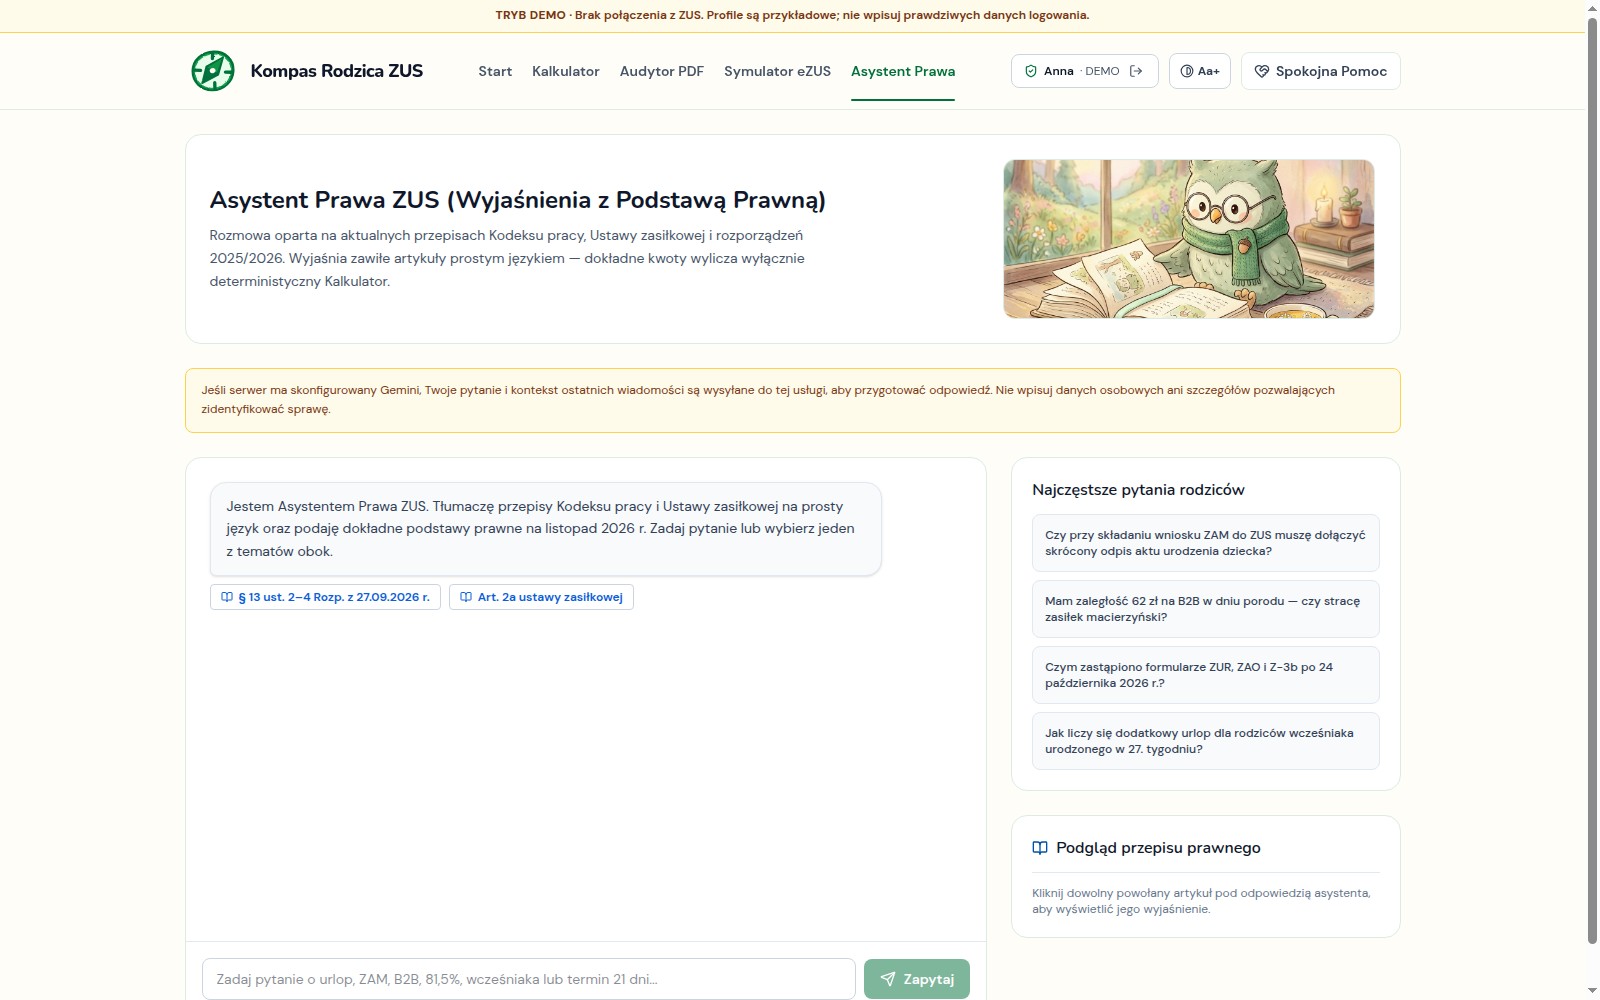 TRYB DEMO · Brak połączenia z ZUS. Profile są przykładowe; nie wpisuj prawdziwych danych logowania.
Kompas Rodzica ZUS
Start
Kalkulator
Audytor PDF
Symulator eZUS
Asystent Prawa
Anna · DEMO
Aa+
Spokojna Pomoc
Asystent Prawa ZUS (Wyjaśnienia z Podstawą Prawną)
Rozmowa oparta na aktualnych przepisach Kodeksu pracy, Ustawy zasiłkowej i rozporządzeń
2025/2026. Wyjaśnia zawiłe artykuły prostym językiem — dokładne kwoty wylicza wyłącznie
deterministyczny Kalkulator.
Jeśli serwer ma skonfigurowany Gemini, Twoje pytanie i kontekst ostatnich wiadomości są wysyłane do tej usługi, aby przygotować odpowiedź. Nie wpisuj danych osobowych ani szczegółów pozwalających
zidentyfikować sprawę.
Jestem Asystentem Prawa ZUS. Tłumaczę przepisy Kodeksu pracy i Ustawy zasiłkowej na prosty
język oraz podaję dokładne podstawy prawne na listopad 2026 r. Zadaj pytanie lub wybierz jeden
z tematów obok.
§ 13 ust. 2–4 Rozp. z 27.09.2026 r.
Art. 2a ustawy zasiłkowej
Zadaj pytanie o urlop, ZAM, B2B, 81,5%, wcześniaka lub termin 21 dni...
Zapytaj
Najczęstsze pytania rodziców
Czy przy składaniu wniosku ZAM do ZUS muszę dołączyć
skrócony odpis aktu urodzenia dziecka?
Mam zaległość 62 zł na B2B w dniu porodu — czy stracę
zasiłek macierzyński?
Czym zastąpiono formularze ZUR, ZAO i Z-3b po 24
października 2026 r.?
Jak liczy się dodatkowy urlop dla rodziców wcześniaka
urodzonego w 27. tygodniu?
Podgląd przepisu prawnego
Kliknij dowolny powołany artykuł pod odpowiedzią asystenta,
aby wyświetlić jego wyjaśnienie.